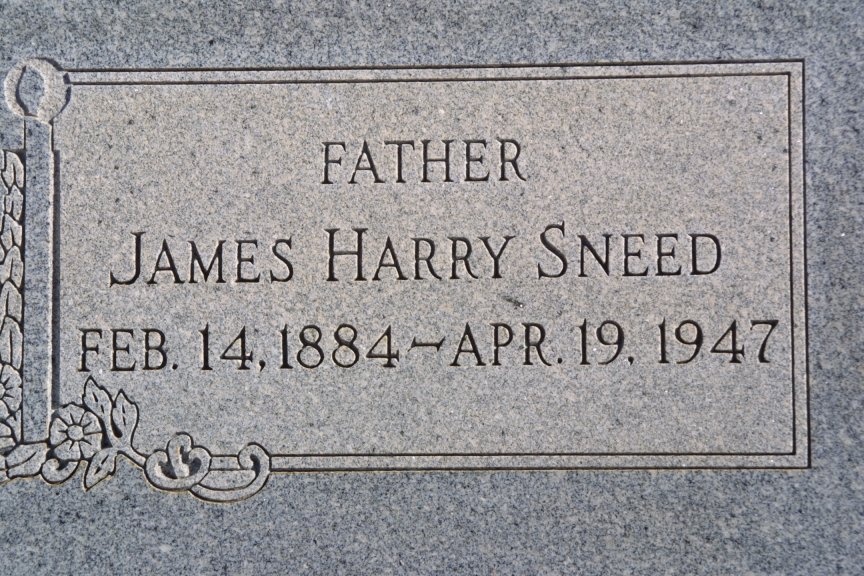 FATHER
JAMES HARRY SNEED
FEB. 14, 1884 ~ APR. 19, 1947